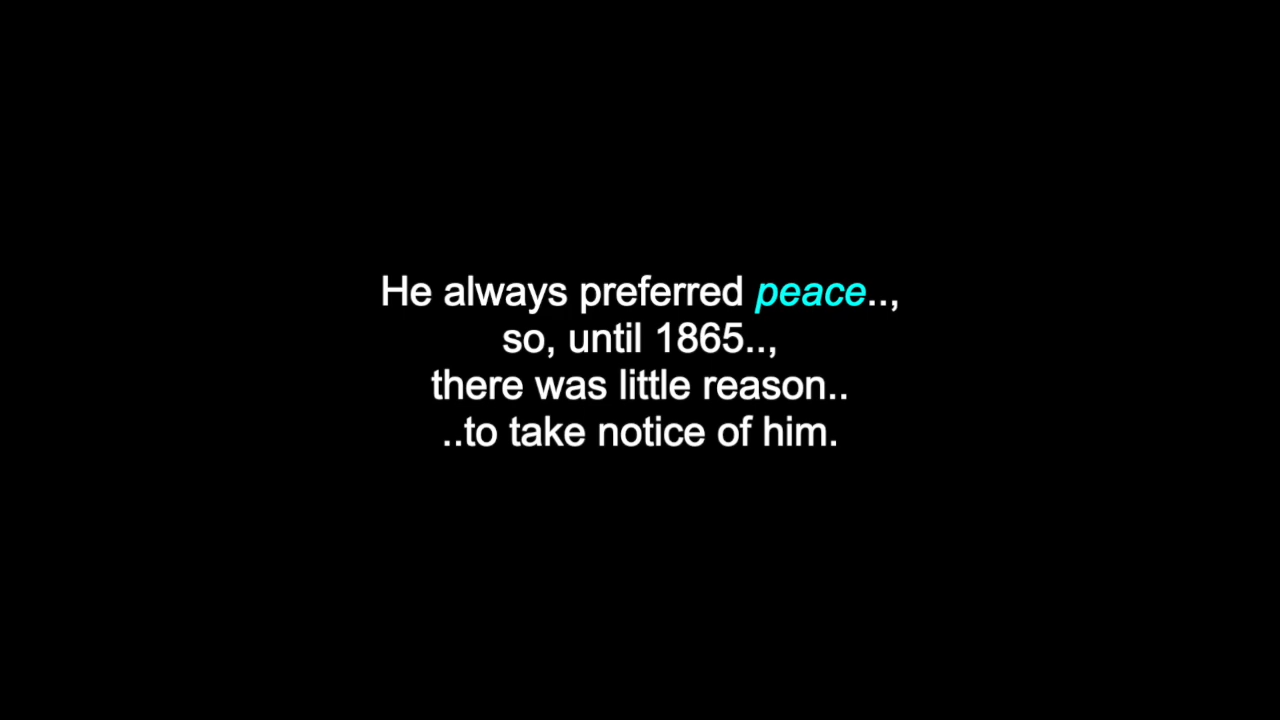 He always preferred peace..,
so, until 1865..,
there was little reason..
..to take notice of him.